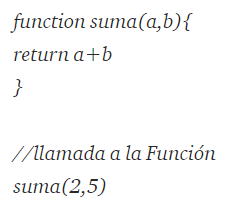 function suma(a,b){
return a+b
}
//llamada a la Función
suma(2,5)